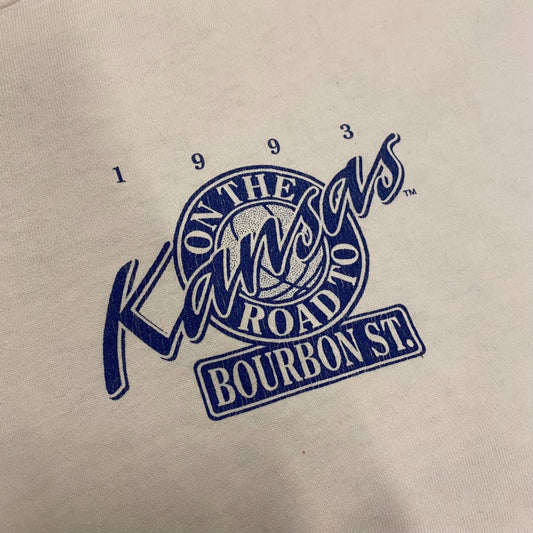 1993
ON THE
Kansas™
ROAD TO
BOURBON ST.